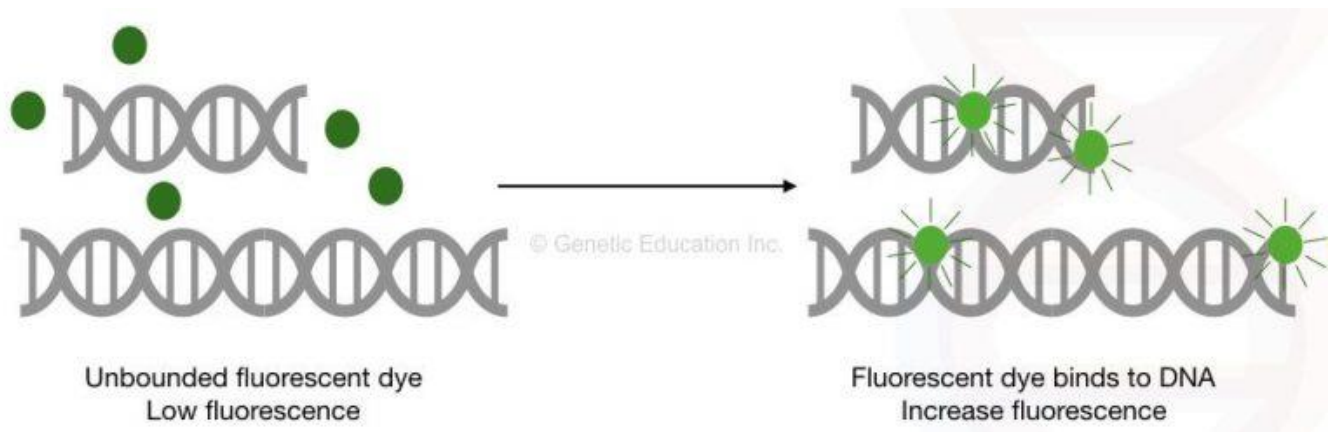 © Genetic Education Inc.
Unbounded fluorescent dye
Low fluorescence
Fluorescent dye binds to DNA
Increase fluorescence